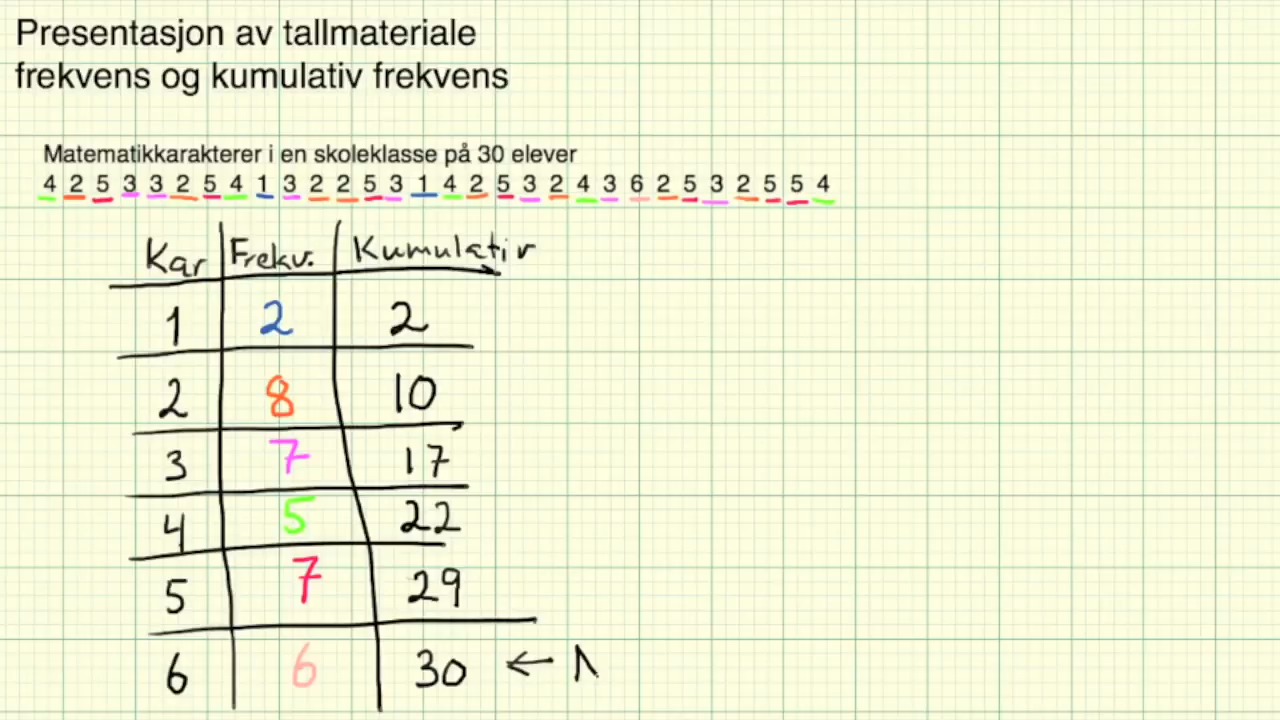 Presentasjon av tallmateriale
frekvens og kumulativ frekvens
Matematikkarakterer i en skoleklasse på 30 elever
4 2 5 3 3 2 5 4 1 3 2 2 5 3 1 4 2 5 3 2 4 3 6 2 5 3 2 5 5 4
Kar Frekv. Kumulativ
1 2 2
2 8 10
3 7 17
4 5 22
5 7 29
6 6 30 ←